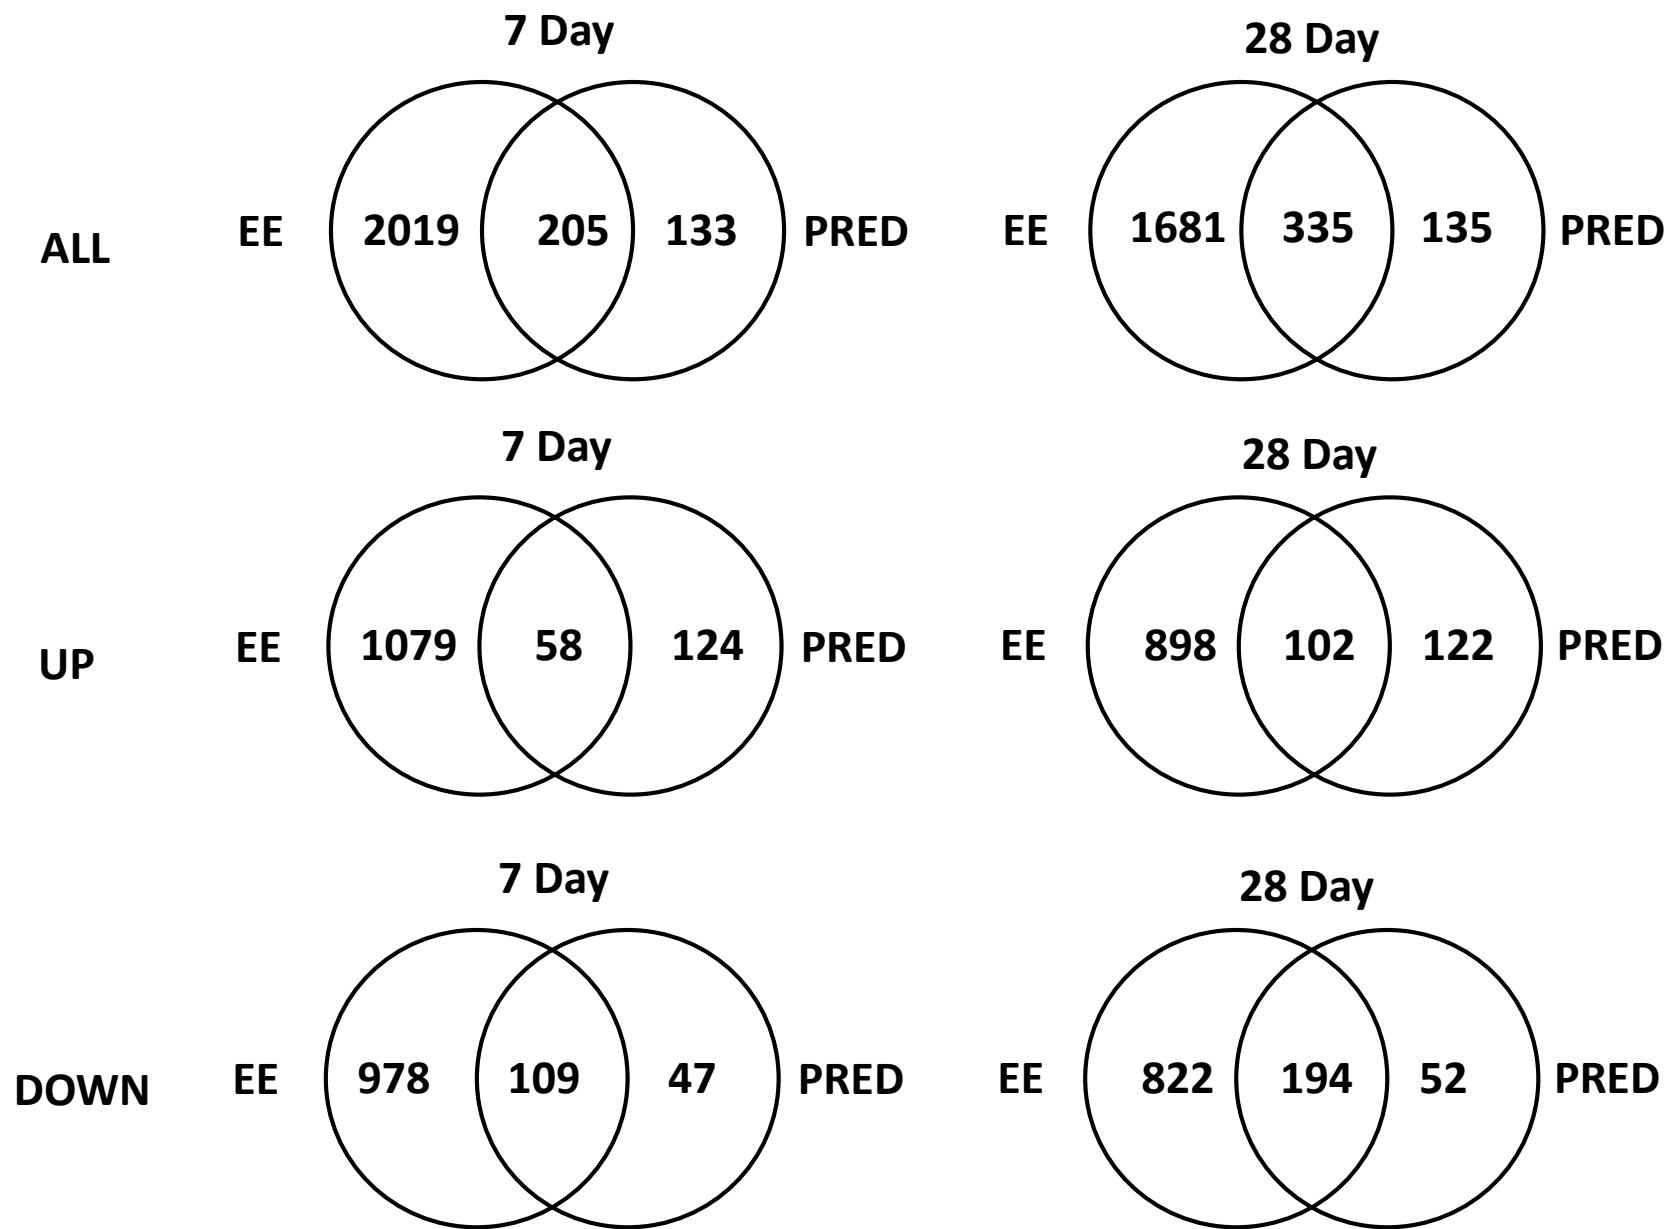 7 Day
28 Day
ALL
EE 2019 205 133 PRED
EE 1681 335 135 PRED
7 Day
28 Day
UP
EE 1079 58 124 PRED
EE 898 102 122 PRED
7 Day
28 Day
DOWN
EE 978 109 47 PRED
EE 822 194 52 PRED